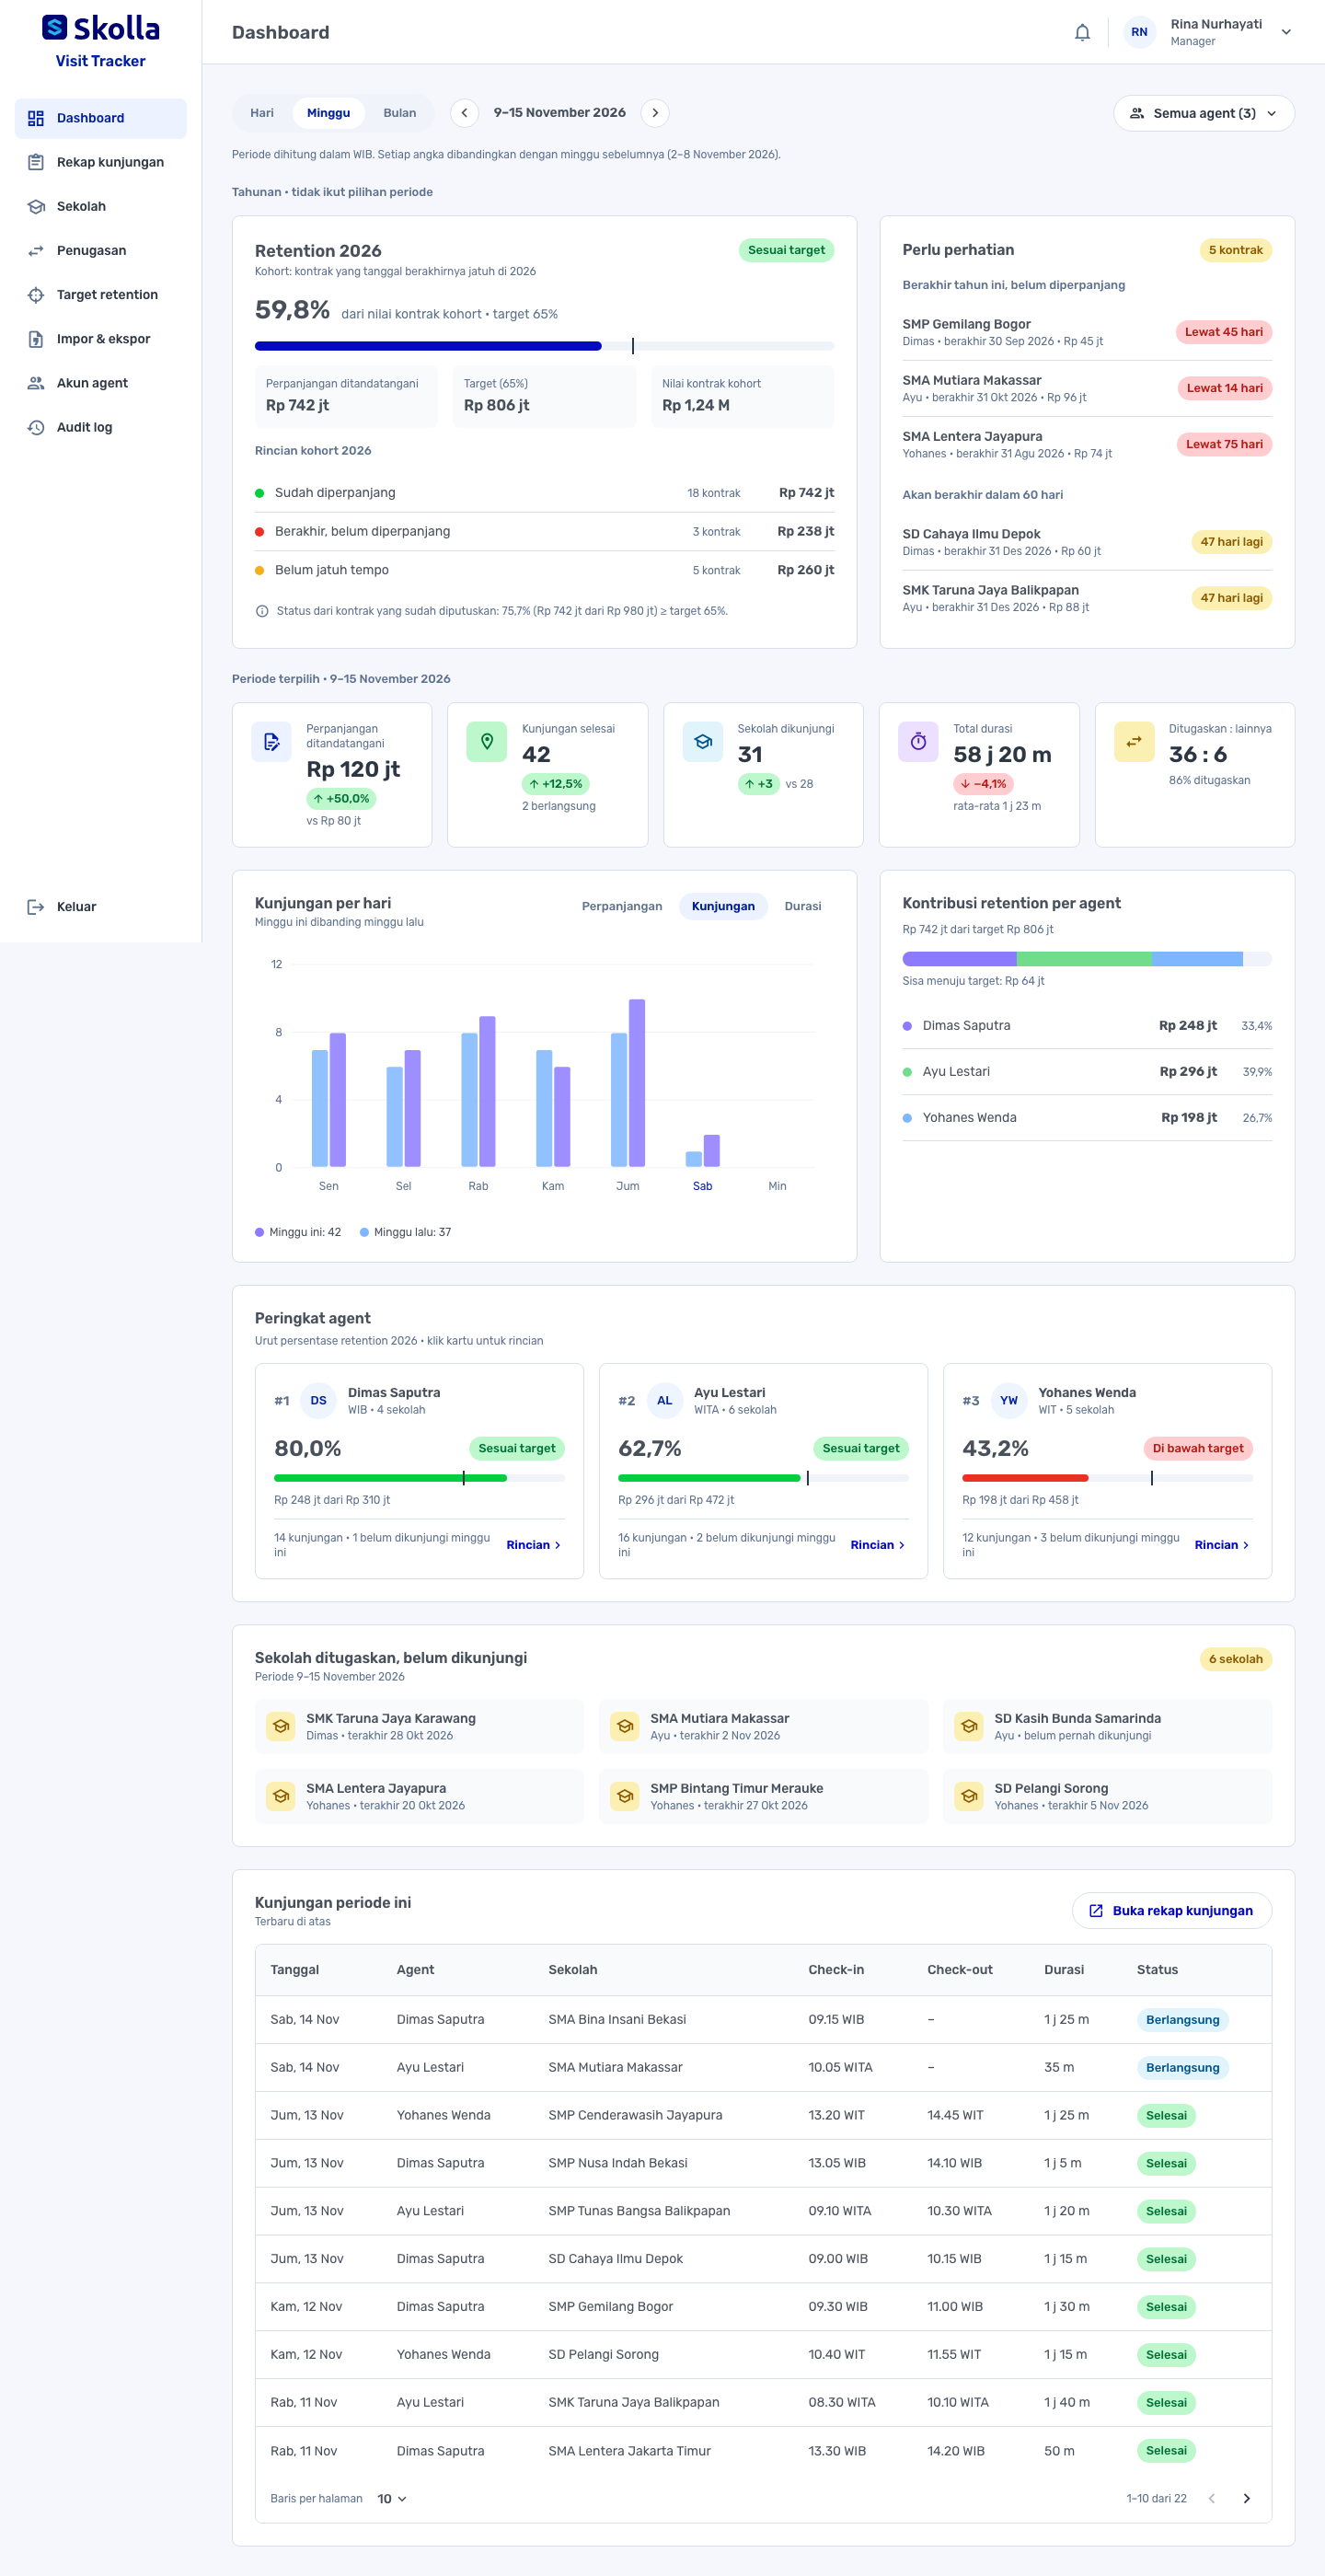 Skolla
Visit Tracker
Dashboard
Rekap kunjungan
Sekolah
Penugasan
Target retention
Impor & ekspor
Akun agent
Audit log
Keluar
Dashboard
RN
Rina Nurhayati
Manager
Hari
Minggu
Bulan
9–15 November 2026
Semua agent (3)
Periode dihitung dalam WIB. Setiap angka dibandingkan dengan minggu sebelumnya (2–8 November 2026).
Tahunan • tidak ikut pilihan periode
Retention 2026
Sesuai target
Kohort: kontrak yang tanggal berakhirnya jatuh di 2026
59,8% dari nilai kontrak kohort • target 65%
Perpanjangan ditandatangani
Rp 742 jt
Target (65%)
Rp 806 jt
Nilai kontrak kohort
Rp 1,24 M
Rincian kohort 2026
Sudah diperpanjang 18 kontrak Rp 742 jt
Berakhir, belum diperpanjang 3 kontrak Rp 238 jt
Belum jatuh tempo 5 kontrak Rp 260 jt
Status dari kontrak yang sudah diputuskan: 75,7% (Rp 742 jt dari Rp 980 jt) ≥ target 65%.
Perlu perhatian
5 kontrak
Berakhir tahun ini, belum diperpanjang
SMP Gemilang Bogor
Dimas • berakhir 30 Sep 2026 • Rp 45 jt
Lewat 45 hari
SMA Mutiara Makassar
Ayu • berakhir 31 Okt 2026 • Rp 96 jt
Lewat 14 hari
SMA Lentera Jayapura
Yohanes • berakhir 31 Agu 2026 • Rp 74 jt
Lewat 75 hari
Akan berakhir dalam 60 hari
SD Cahaya Ilmu Depok
Dimas • berakhir 31 Des 2026 • Rp 60 jt
47 hari lagi
SMK Taruna Jaya Balikpapan
Ayu • berakhir 31 Des 2026 • Rp 88 jt
47 hari lagi
Periode terpilih • 9–15 November 2026
Perpanjangan
ditandatangani
Rp 120 jt
+50,0%
vs Rp 80 jt
Kunjungan selesai
42
+12,5%
2 berlangsung
Sekolah dikunjungi
31
+3 vs 28
Total durasi
58 j 20 m
−4,1%
rata-rata 1 j 23 m
Ditugaskan : lainnya
36 : 6
86% ditugaskan
Kunjungan per hari
Minggu ini dibanding minggu lalu
Perpanjangan
Kunjungan
Durasi
12
8
4
0
Sen Sel Rab Kam Jum Sab Min
Minggu ini: 42 Minggu lalu: 37
Kontribusi retention per agent
Rp 742 jt dari target Rp 806 jt
Sisa menuju target: Rp 64 jt
Dimas Saputra Rp 248 jt 33,4%
Ayu Lestari Rp 296 jt 39,9%
Yohanes Wenda Rp 198 jt 26,7%
Peringkat agent
Urut persentase retention 2026 • klik kartu untuk rincian
#1 DS Dimas Saputra
WIB • 4 sekolah
80,0% Sesuai target
Rp 248 jt dari Rp 310 jt
14 kunjungan • 1 belum dikunjungi minggu
ini
Rincian
#2 AL Ayu Lestari
WITA • 6 sekolah
62,7% Sesuai target
Rp 296 jt dari Rp 472 jt
16 kunjungan • 2 belum dikunjungi minggu
ini
Rincian
#3 YW Yohanes Wenda
WIT • 5 sekolah
43,2% Di bawah target
Rp 198 jt dari Rp 458 jt
12 kunjungan • 3 belum dikunjungi minggu
ini
Rincian
Sekolah ditugaskan, belum dikunjungi
Periode 9–15 November 2026
6 sekolah
SMK Taruna Jaya Karawang
Dimas • terakhir 28 Okt 2026
SMA Mutiara Makassar
Ayu • terakhir 2 Nov 2026
SD Kasih Bunda Samarinda
Ayu • belum pernah dikunjungi
SMA Lentera Jayapura
Yohanes • terakhir 20 Okt 2026
SMP Bintang Timur Merauke
Yohanes • terakhir 27 Okt 2026
SD Pelangi Sorong
Yohanes • terakhir 5 Nov 2026
Kunjungan periode ini
Terbaru di atas
Buka rekap kunjungan
Tanggal Agent Sekolah Check-in Check-out Durasi Status
Sab, 14 Nov Dimas Saputra SMA Bina Insani Bekasi 09.15 WIB – 1 j 25 m Berlangsung
Sab, 14 Nov Ayu Lestari SMA Mutiara Makassar 10.05 WITA – 35 m Berlangsung
Jum, 13 Nov Yohanes Wenda SMP Cenderawasih Jayapura 13.20 WIT 14.45 WIT 1 j 25 m Selesai
Jum, 13 Nov Dimas Saputra SMP Nusa Indah Bekasi 13.05 WIB 14.10 WIB 1 j 5 m Selesai
Jum, 13 Nov Ayu Lestari SMP Tunas Bangsa Balikpapan 09.10 WITA 10.30 WITA 1 j 20 m Selesai
Jum, 13 Nov Dimas Saputra SD Cahaya Ilmu Depok 09.00 WIB 10.15 WIB 1 j 15 m Selesai
Kam, 12 Nov Dimas Saputra SMP Gemilang Bogor 09.30 WIB 11.00 WIB 1 j 30 m Selesai
Kam, 12 Nov Yohanes Wenda SD Pelangi Sorong 10.40 WIT 11.55 WIT 1 j 15 m Selesai
Rab, 11 Nov Ayu Lestari SMK Taruna Jaya Balikpapan 08.30 WITA 10.10 WITA 1 j 40 m Selesai
Rab, 11 Nov Dimas Saputra SMA Lentera Jakarta Timur 13.30 WIB 14.20 WIB 50 m Selesai
Baris per halaman 10 1–10 dari 22